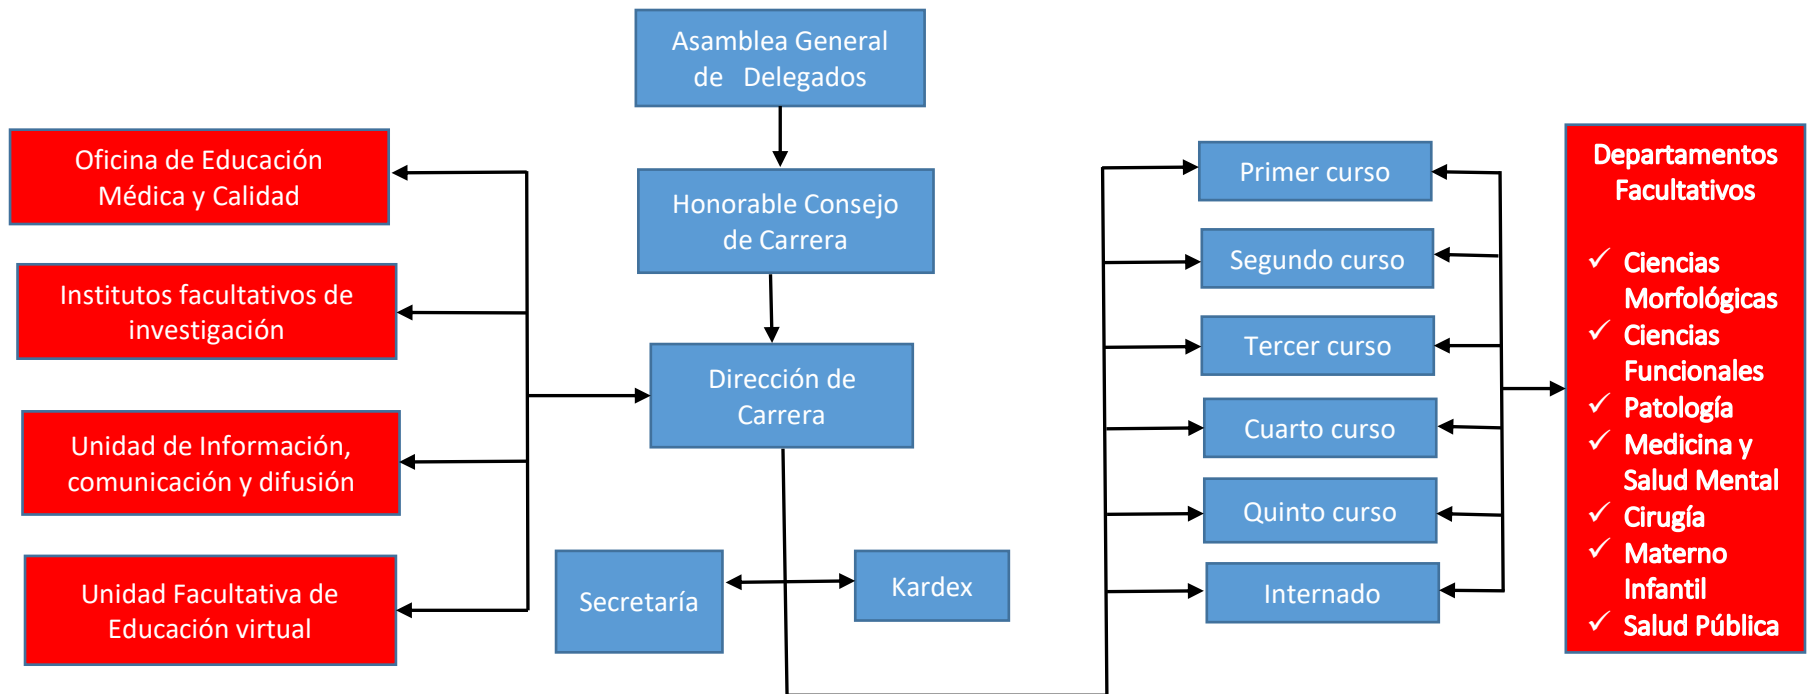 Asamblea General
de Delegados
Oficina de Educación
Médica y Calidad
Honorable Consejo
de Carrera
Institutos facultativos de
investigación
Dirección de
Carrera
Unidad de Información,
comunicación y difusión
Unidad Facultativa de
Educación virtual
Secretaría
Kardex
Primer curso
Segundo curso
Tercer curso
Cuarto curso
Quinto curso
Internado
Departamentos
Facultativos
✓ Ciencias
Morfológicas
✓ Ciencias
Funcionales
✓ Patología
✓ Medicina y
Salud Mental
✓ Cirugía
✓ Materno
Infantil
✓ Salud Pública